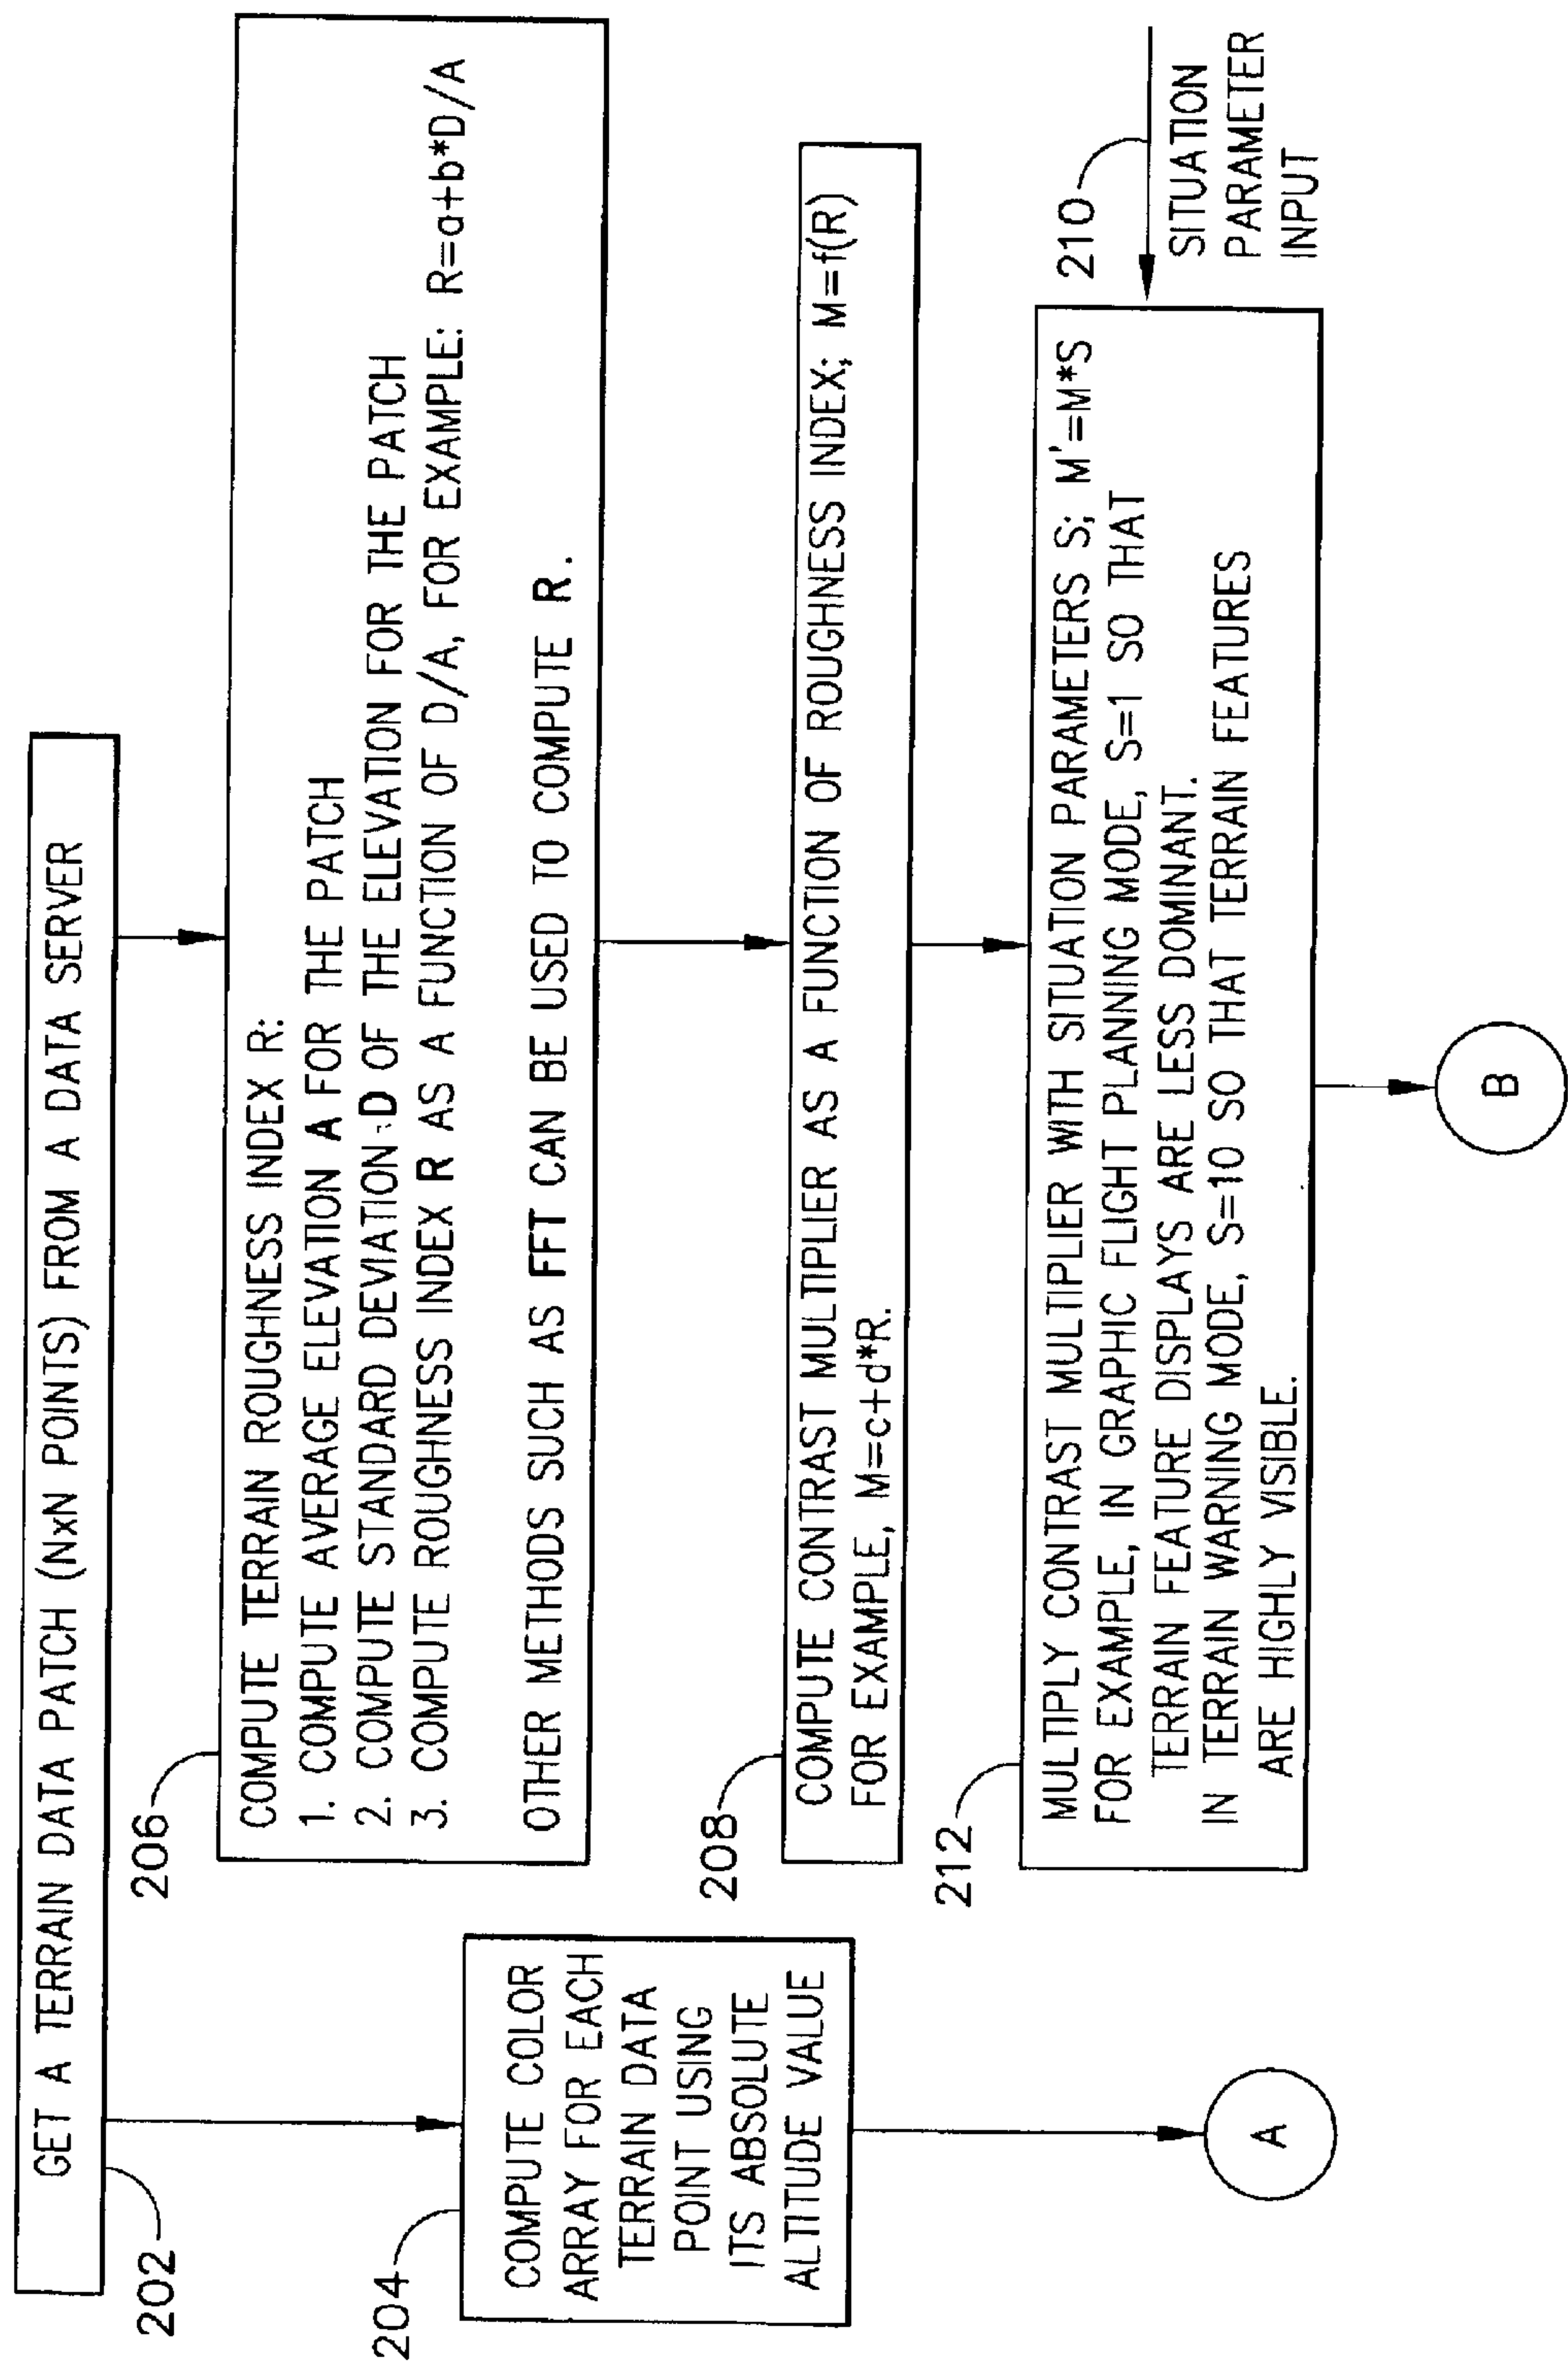 GET A TERRAIN DATA PATCH (NxN POINTS) FROM A DATA SERVER
202
204
COMPUTE COLOR
ARRAY FOR EACH
TERRAIN DATA
POINT USING
ITS ABSOLUTE
ALTITUDE VALUE
A
206
COMPUTE TERRAIN ROUGHNESS INDEX R:
1. COMPUTE AVERAGE ELEVATION A FOR THE PATCH
2. COMPUTE STANDARD DEVIATION D OF THE ELEVATION FOR THE PATCH
3. COMPUTE ROUGHNESS INDEX R AS A FUNCTION OF D/A, FOR EXAMPLE: R=a+b*D/A
OTHER METHODS SUCH AS FFT CAN BE USED TO COMPUTE R.
208
COMPUTE CONTRAST MULTIPLIER AS A FUNCTION OF ROUGHNESS INDEX; M=f(R)
FOR EXAMPLE, M=c+d*R.
210
SITUATION
PARAMETER
INPUT
212
MULTIPLY CONTRAST MULTIPLIER WITH SITUATION PARAMETERS S; M'=M*S
FOR EXAMPLE, IN GRAPHIC FLIGHT PLANNING MODE, S=1 SO THAT
TERRAIN FEATURE DISPLAYS ARE LESS DOMINANT.
IN TERRAIN WARNING MODE, S=10 SO THAT TERRAIN FEATURES
ARE HIGHLY VISIBLE.
B